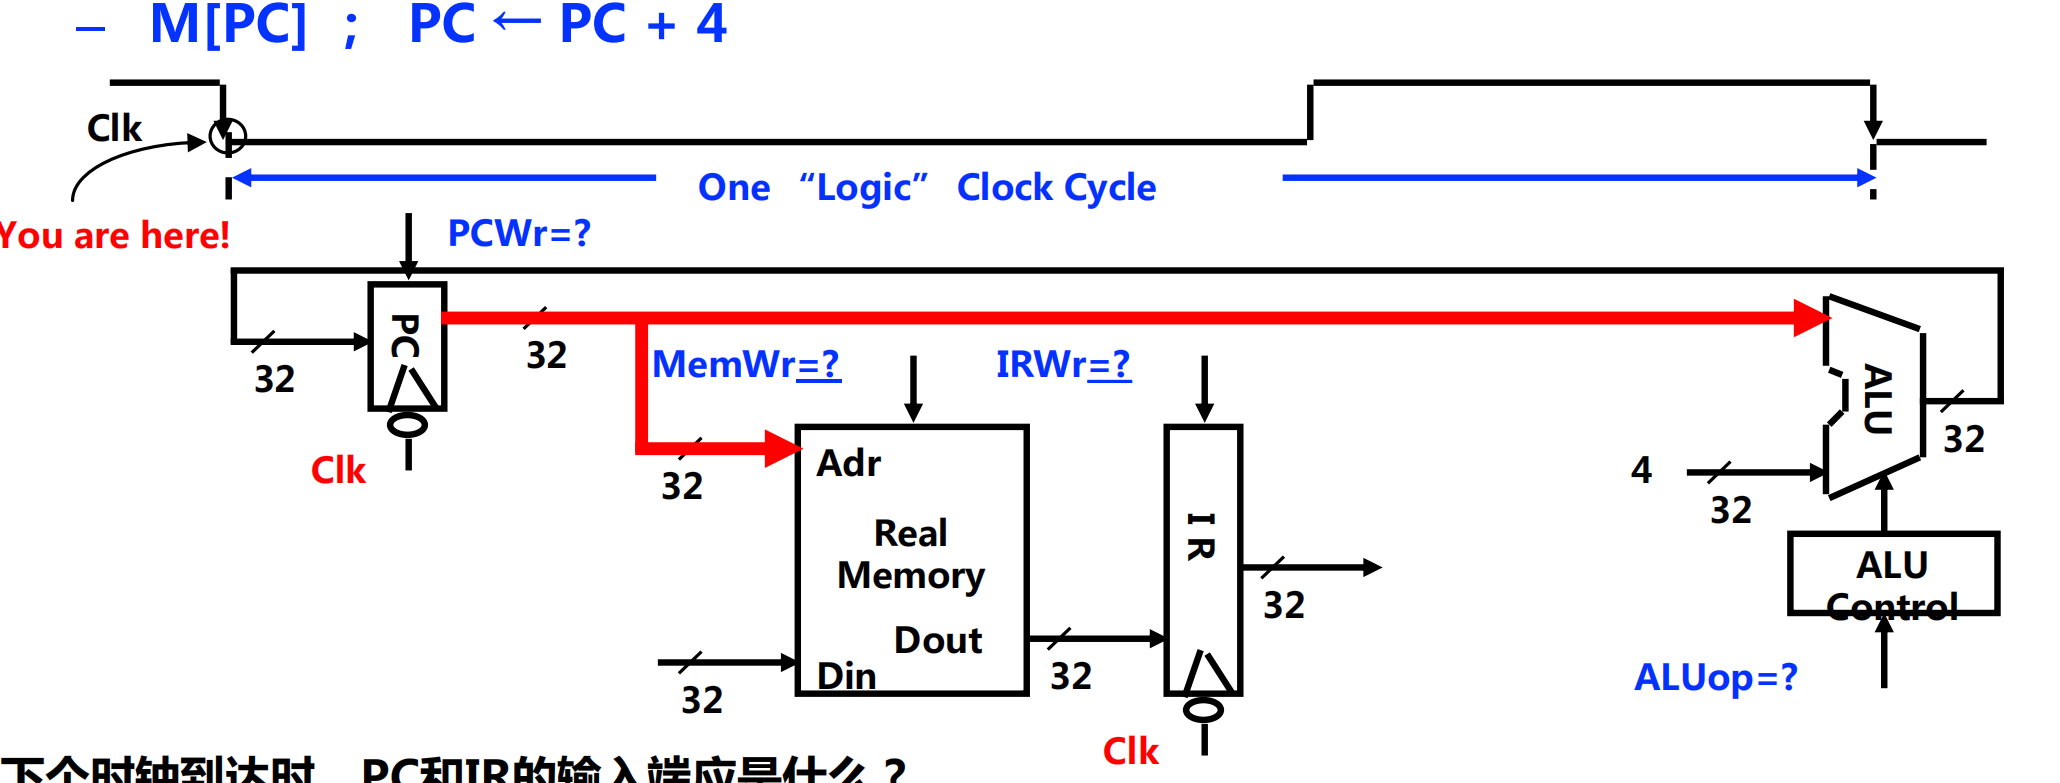 – M[PC] ; PC ← PC + 4
Clk
One “Logic” Clock Cycle
You are here!
PCWr=?
PC
32
32
MemWr=?
IRWr=?
ALU
32
Clk
32
Adr
4
32
Real
Memory
IR
ALU
Control
32
Dout
Din
32
32
ALUop=?
Clk
下个时钟到达时 PC和IR的输入端应是什么？